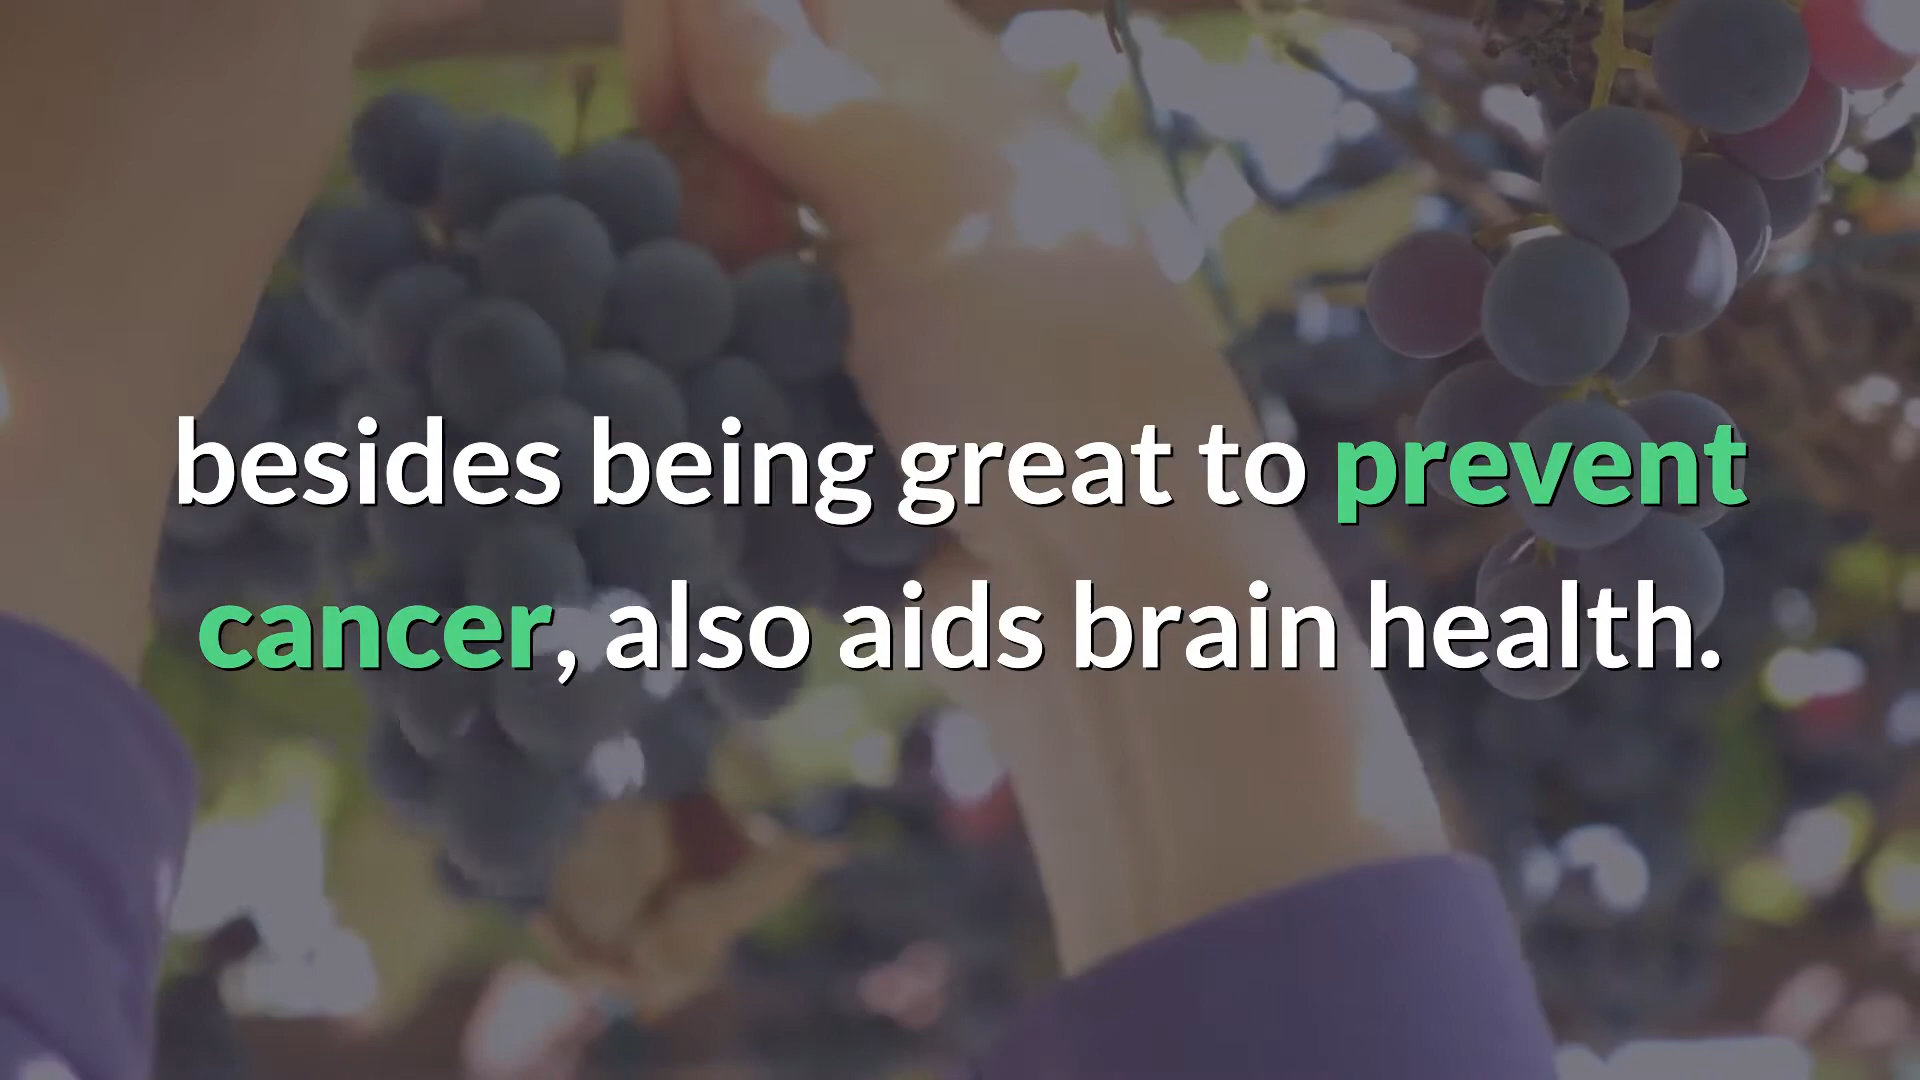 besides being great to prevent
cancer, also aids brain health.